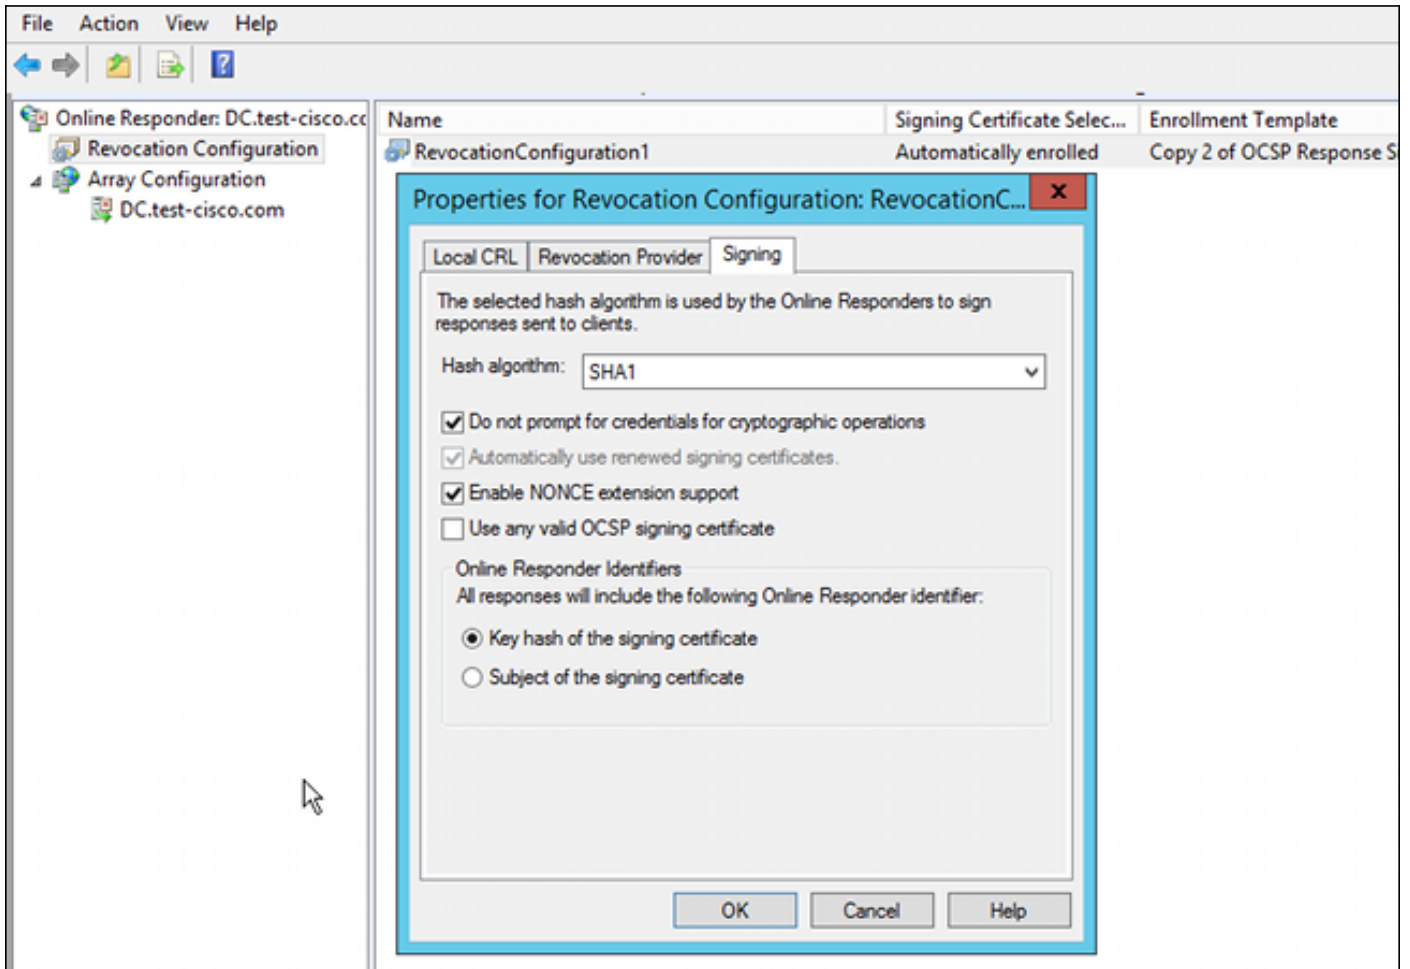 File Action View Help
Online Responder: DC.test-cisco.cc
Revocation Configuration
Array Configuration
DC.test-cisco.com
Name Signing Certificate Selec... Enrollment Template
RevocationConfiguration1 Automatically enrolled Copy 2 of OCSP Response S
Properties for Revocation Configuration: RevocationC... x
Local CRL Revocation Provider Signing
The selected hash algorithm is used by the Online Responders to sign
responses sent to clients.
Hash algorithm: SHA1
Do not prompt for credentials for cryptographic operations
Automatically use renewed signing certificates.
Enable NONCE extension support
Use any valid OCSP signing certificate
Online Responder Identifiers
All responses will include the following Online Responder identifier:
Key hash of the signing certificate
Subject of the signing certificate
OK Cancel Help